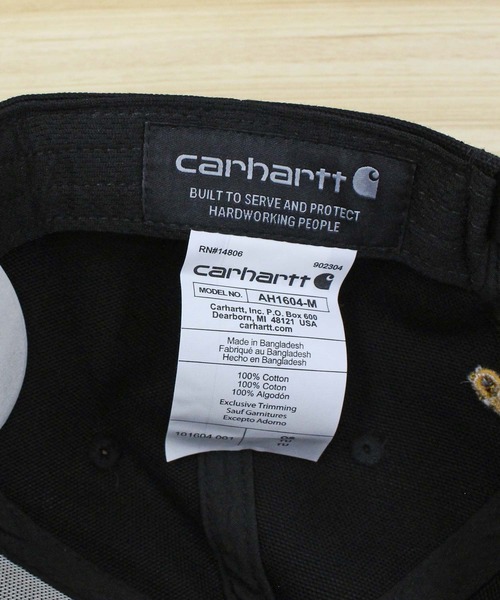 carhartt
BUILT TO SERVE AND PROTECT
HARDWORKING PEOPLE
RN#14806 902304
carhartt
MODEL NO. AH1604-M
Carhartt, Inc. P.O. Box 600
Dearborn, MI 48121 USA
carhartt.com
Made in Bangladesh
Fabriqué au Bangladesh
Hecho en Bangladesh
100% Cotton
100% Coton
100% Algodón
Exclusive Trimming
Sauf Garnitures
Excepto Adorno
101604 001